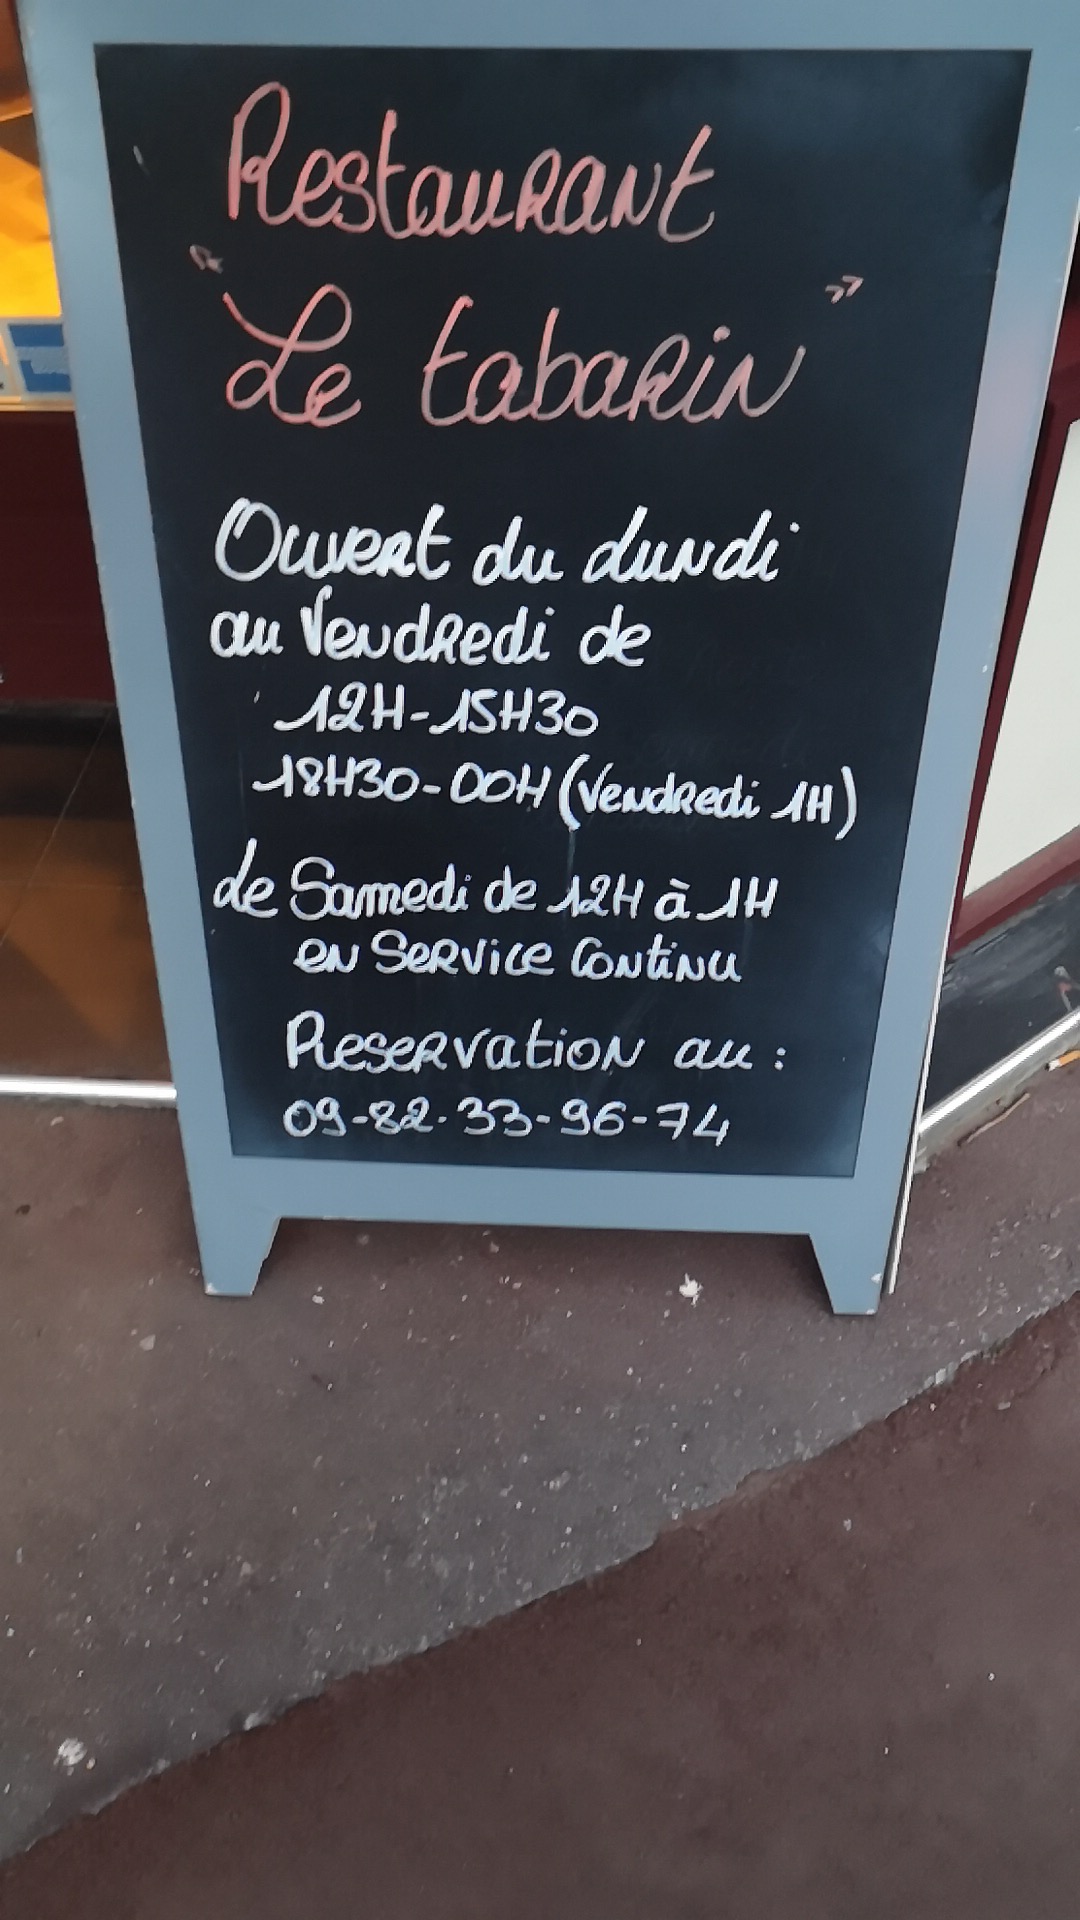 Restaurant
"Le tabarin"
Ouvert du Lundi
au Vendredi de
12H-15H30
18H30-00H (Vendredi 1H)
Le Samedi de 12H à 1H
en Service Continu
Reservation au :
09-82-33-96-74